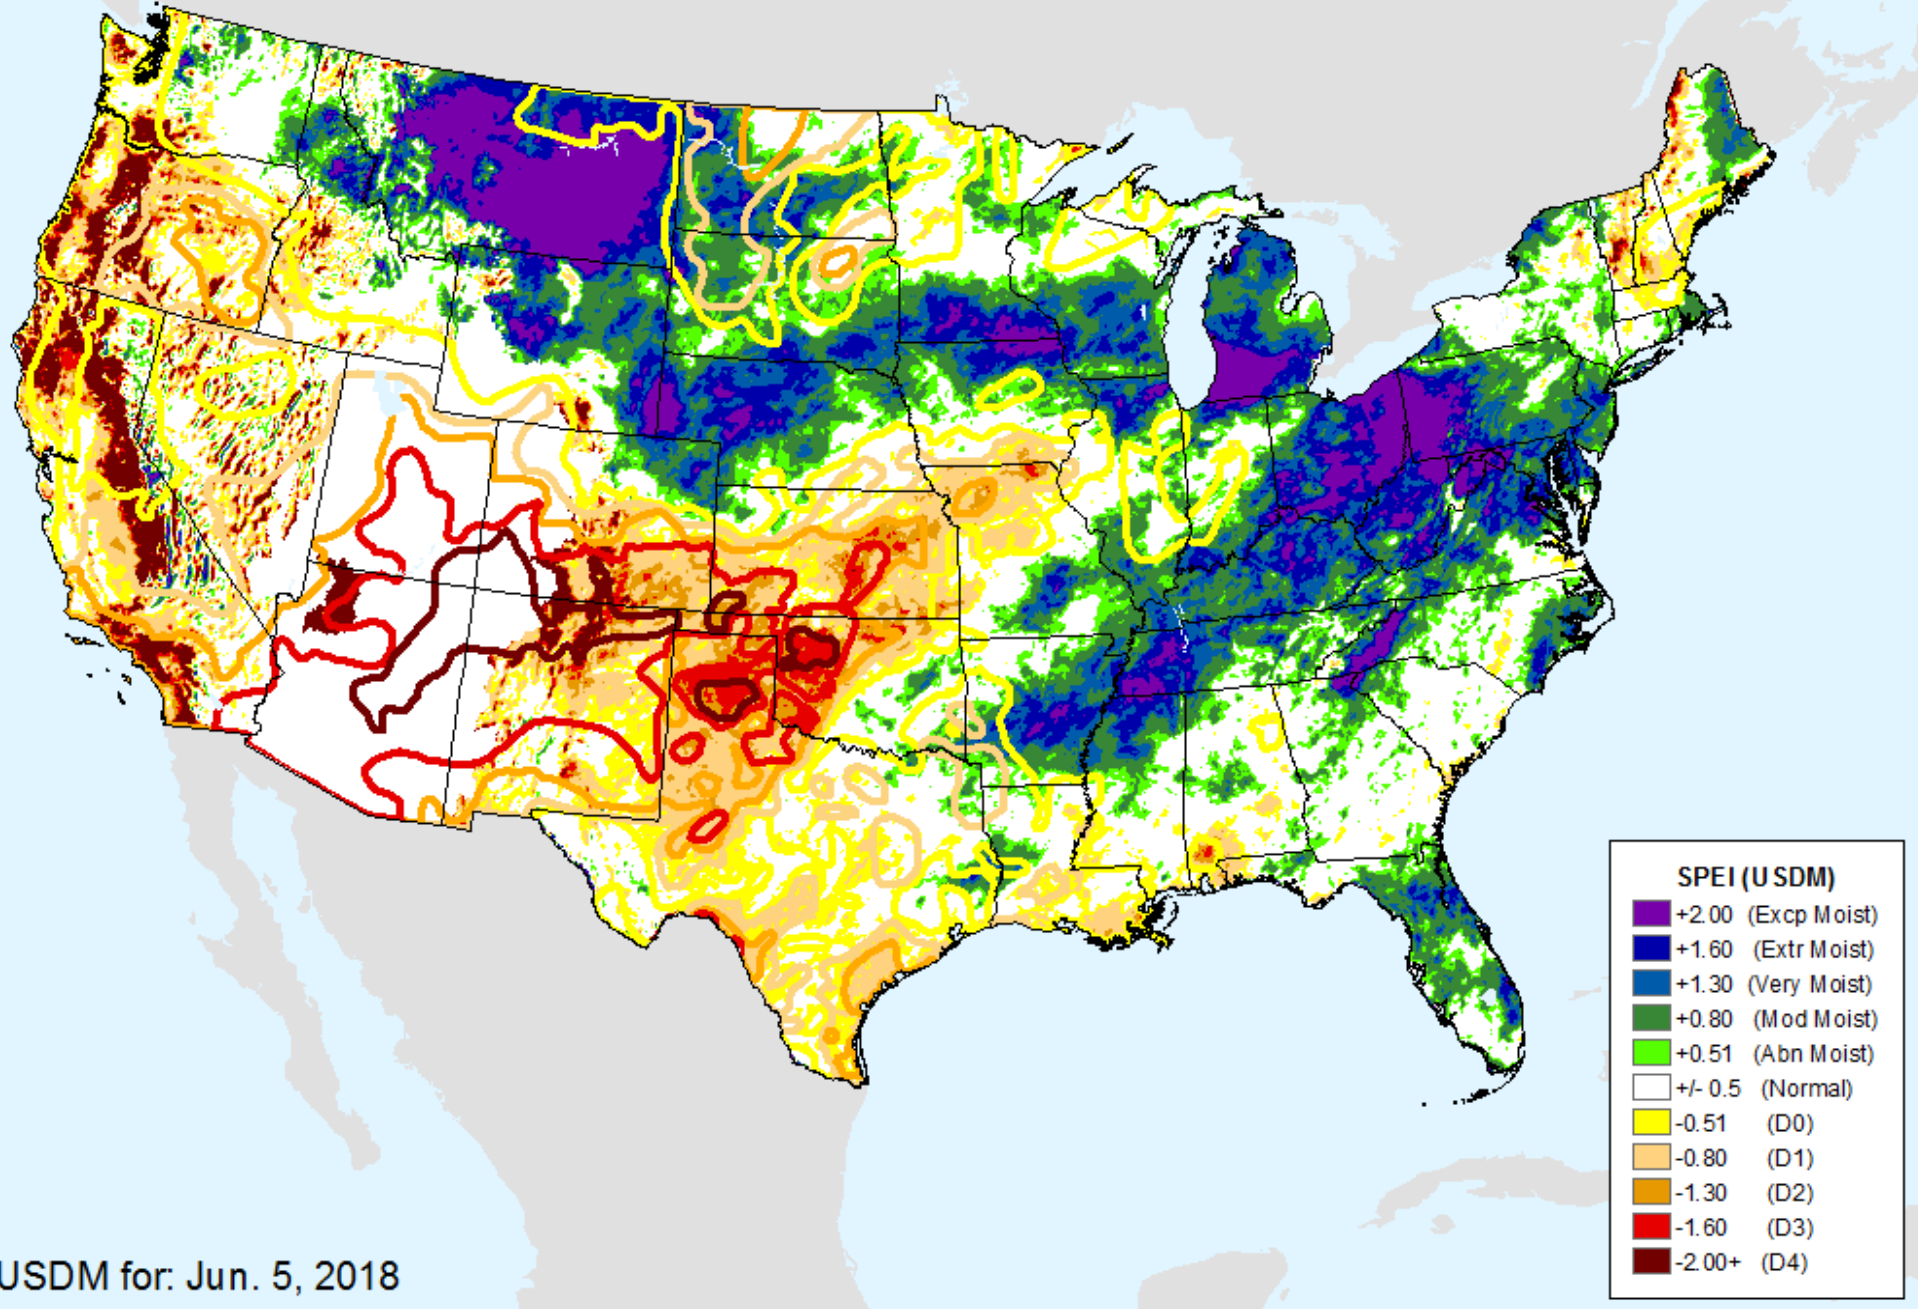 SPEI (USDM)
+2.00 (Excp Moist)
+1.60 (Extr Moist)
+1.30 (Very Moist)
+0.80 (Mod Moist)
+0.51 (Abn Moist)
+/- 0.5 (Normal)
-0.51 (D0)
-0.80 (D1)
-1.30 (D2)
-1.60 (D3)
-2.00+ (D4)
USDM for: Jun. 5, 2018